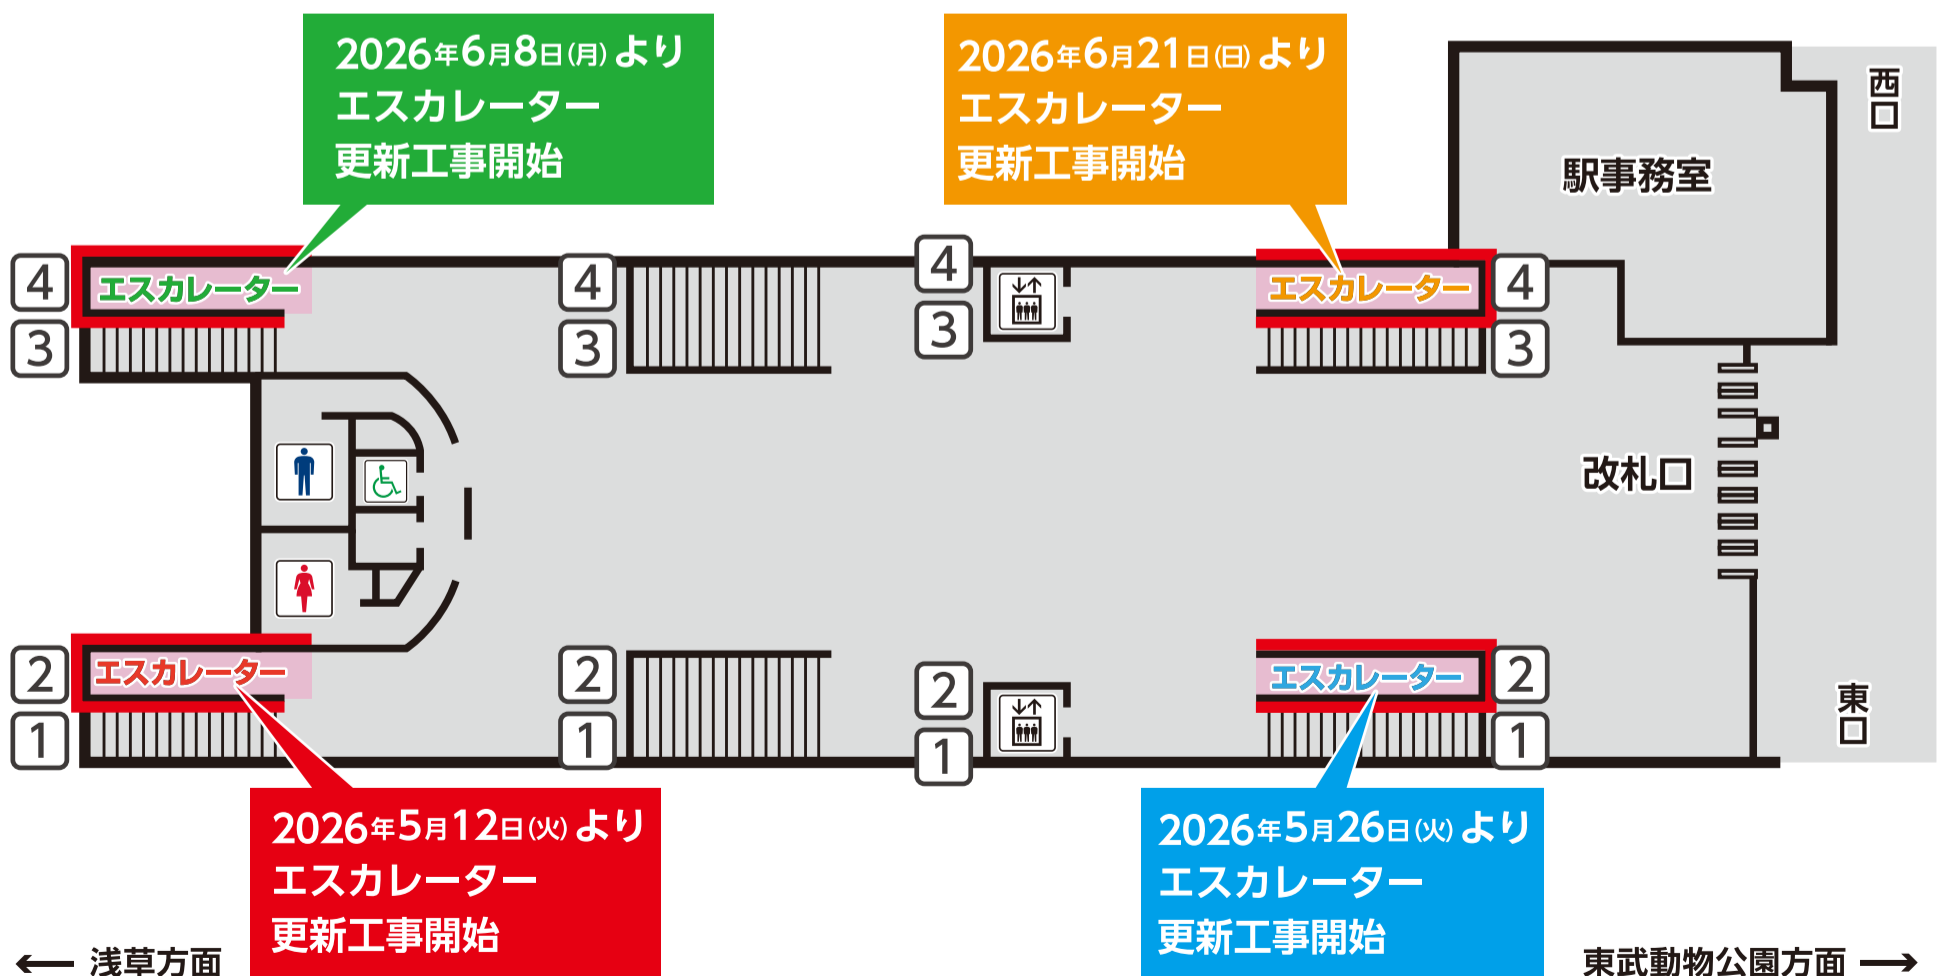 2026年6月8日(月)より
エスカレーター
更新工事開始
2026年6月21日(日)より
エスカレーター
更新工事開始
西口
駅事務室
4
3
エスカレーター
4
3
4
3
エスカレーター
4
3
改札口
2
1
エスカレーター
2
1
2
1
エスカレーター
2
1
東口
2026年5月12日(火)より
エスカレーター
更新工事開始
2026年5月26日(火)より
エスカレーター
更新工事開始
← 浅草方面
東武動物公園方面 →